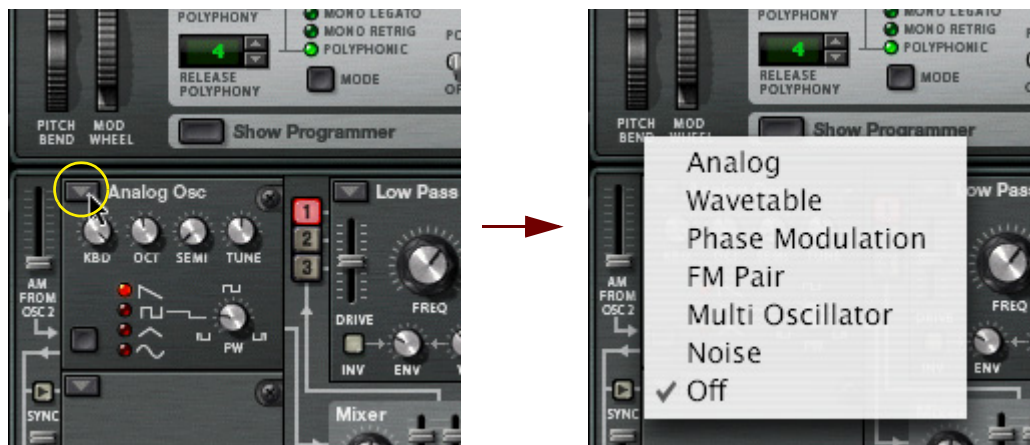 POLYPHONY
4
RELEASE
POLYPHONY
MONO LEGATO
MONO RETRIG
POLYPHONIC
MODE
PITCH
BEND
MOD
WHEEL
Show Programmer
Analog Osc
KBD OCT SEMI TUNE
AM
FROM
OSC 2
PW
SYNC
1
2
3
Low Pass
DRIVE
FREQ
INV
ENV
Mixer
POLYPHONY
4
RELEASE
POLYPHONY
MONO LEGATO
MONO RETRIG
POLYPHONIC
MODE
PITCH
BEND
MOD
WHEEL
Show Programmer
Analog
Wavetable
Phase Modulation
FM Pair
Multi Oscillator
Noise
✓ Off
AM
FROM
OSC 2
SYNC
Low Pass
FREQ
ENV